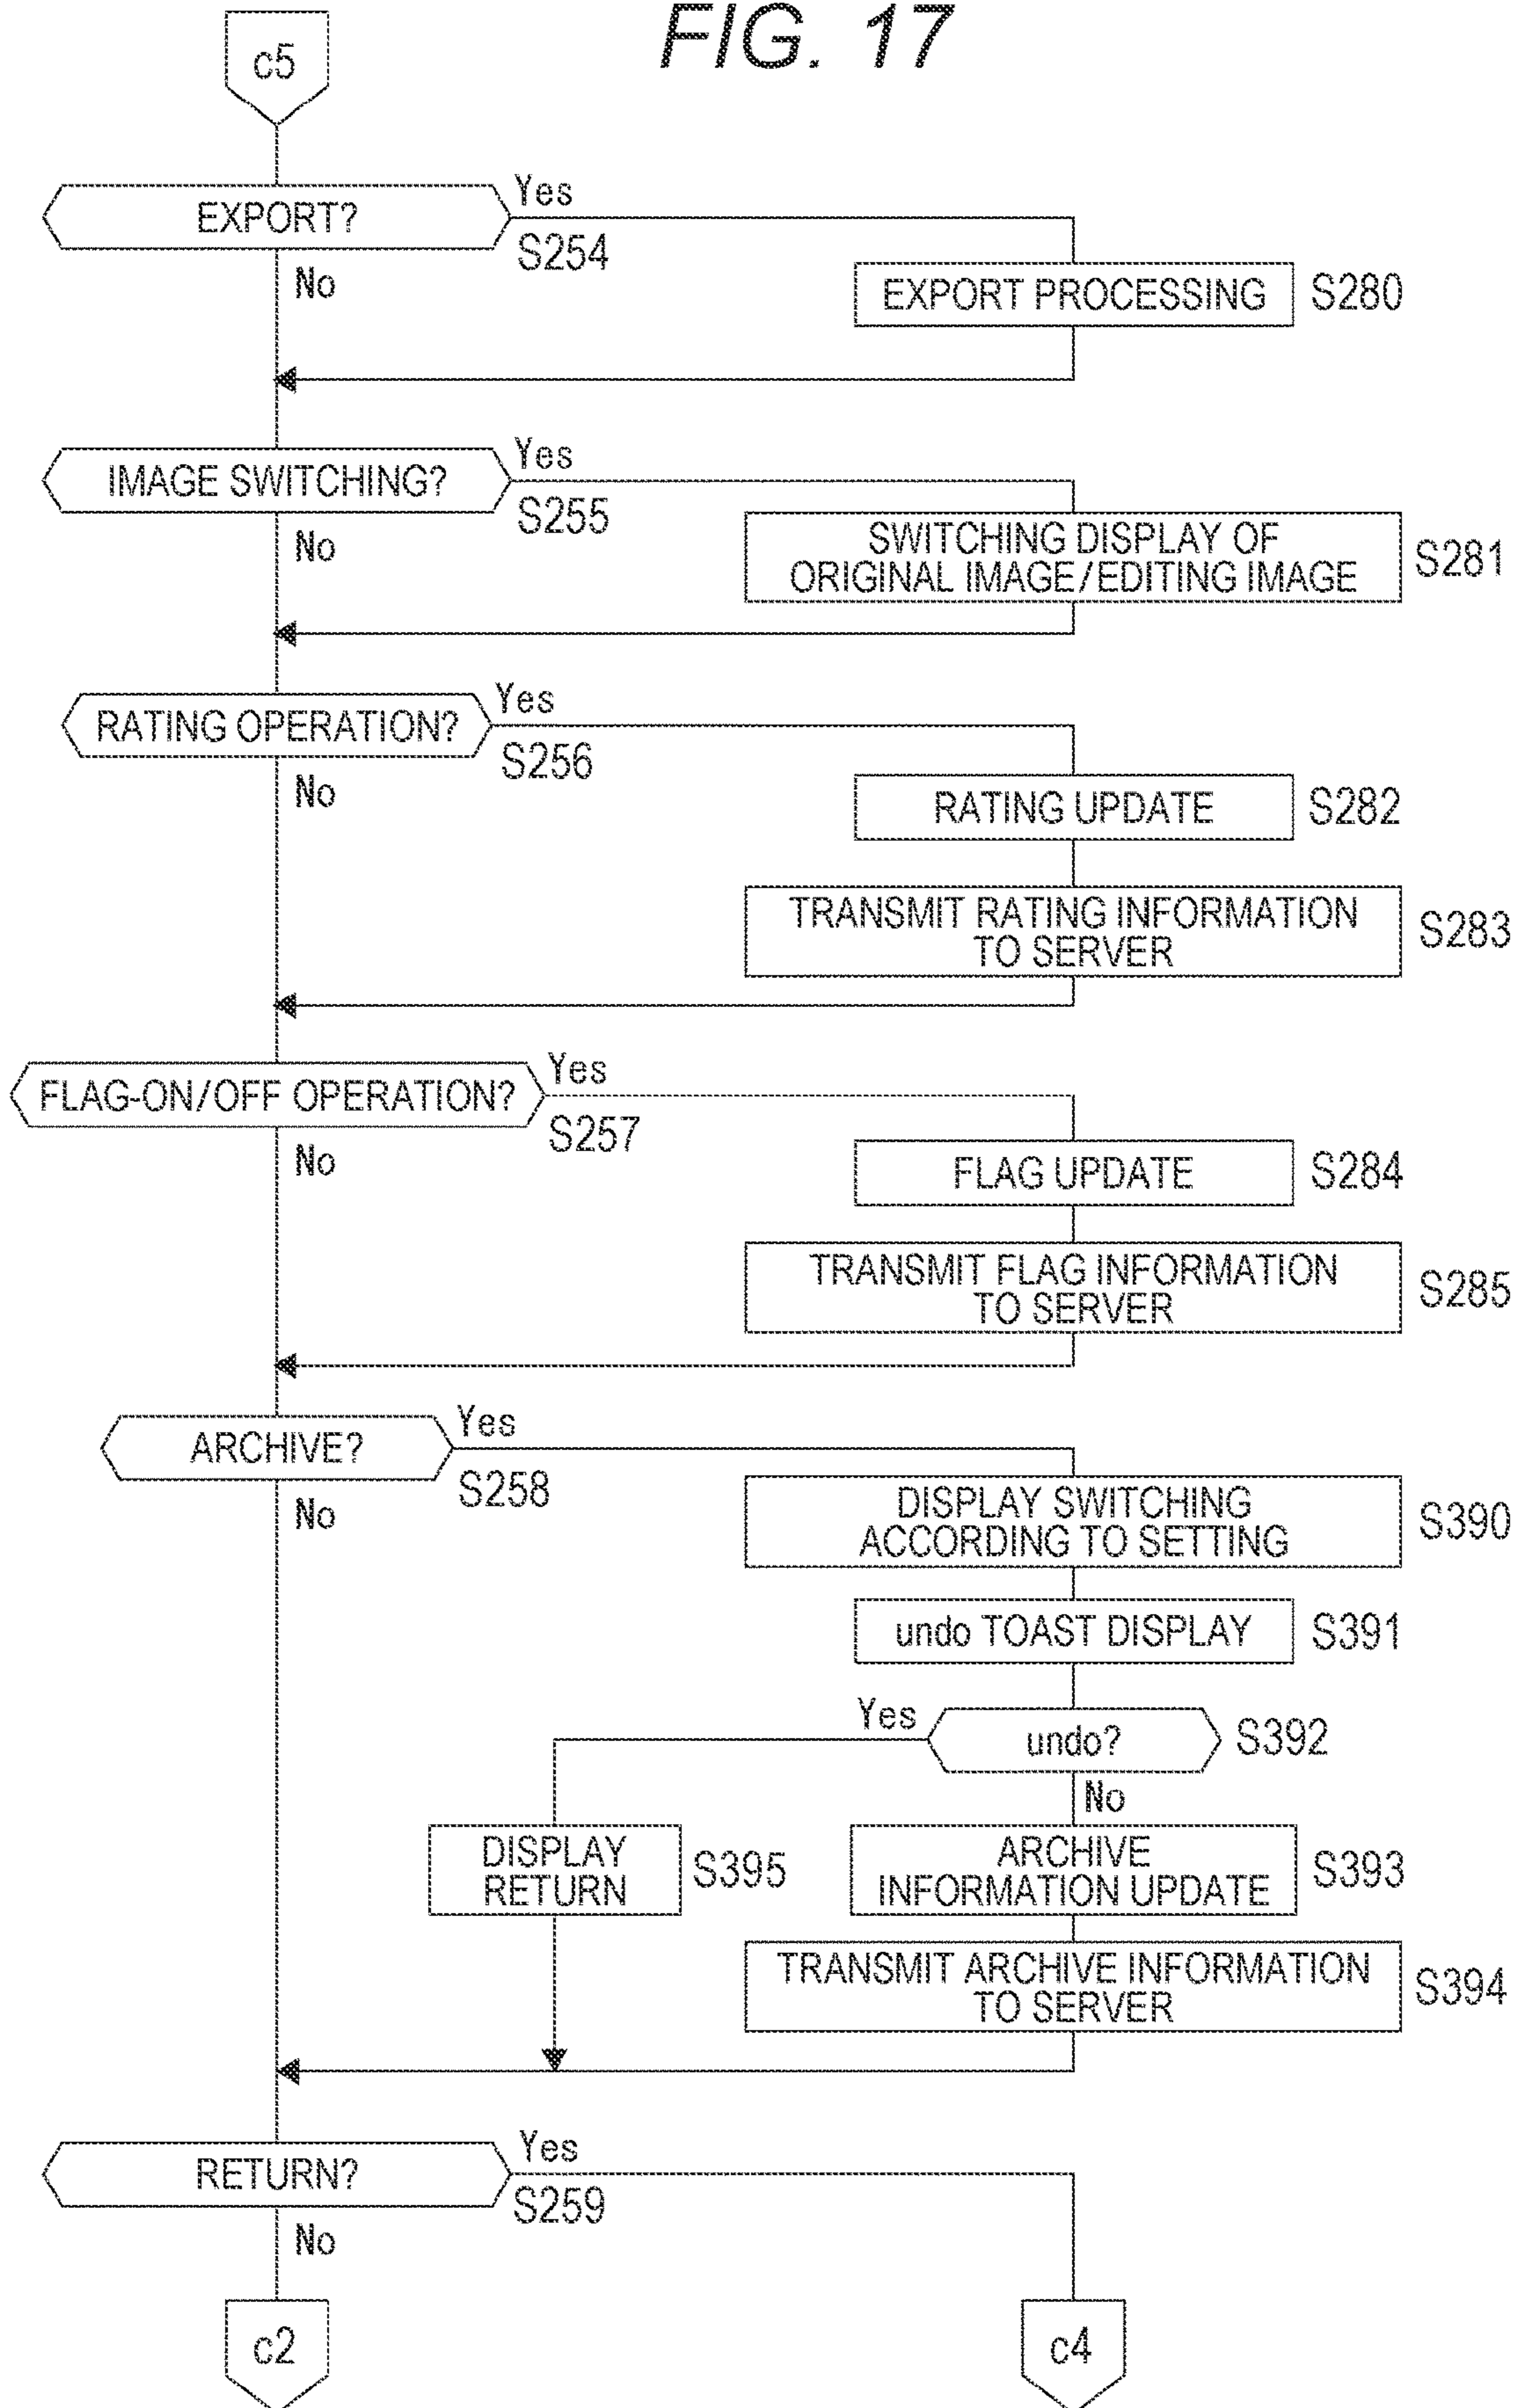 FIG. 17
c5
EXPORT?
Yes
S254
No
EXPORT PROCESSING
S280
IMAGE SWITCHING?
Yes
S255
No
SWITCHING DISPLAY OF
ORIGINAL IMAGE/EDITING IMAGE
S281
RATING OPERATION?
Yes
S256
No
RATING UPDATE
S282
TRANSMIT RATING INFORMATION
TO SERVER
S283
FLAG-ON/OFF OPERATION?
Yes
S257
No
FLAG UPDATE
S284
TRANSMIT FLAG INFORMATION
TO SERVER
S285
ARCHIVE?
Yes
S258
No
DISPLAY SWITCHING
ACCORDING TO SETTING
S390
undo TOAST DISPLAY
S391
Yes
undo?
S392
No
DISPLAY
RETURN
S395
ARCHIVE
INFORMATION UPDATE
S393
TRANSMIT ARCHIVE INFORMATION
TO SERVER
S394
RETURN?
Yes
S259
No
c2
c4